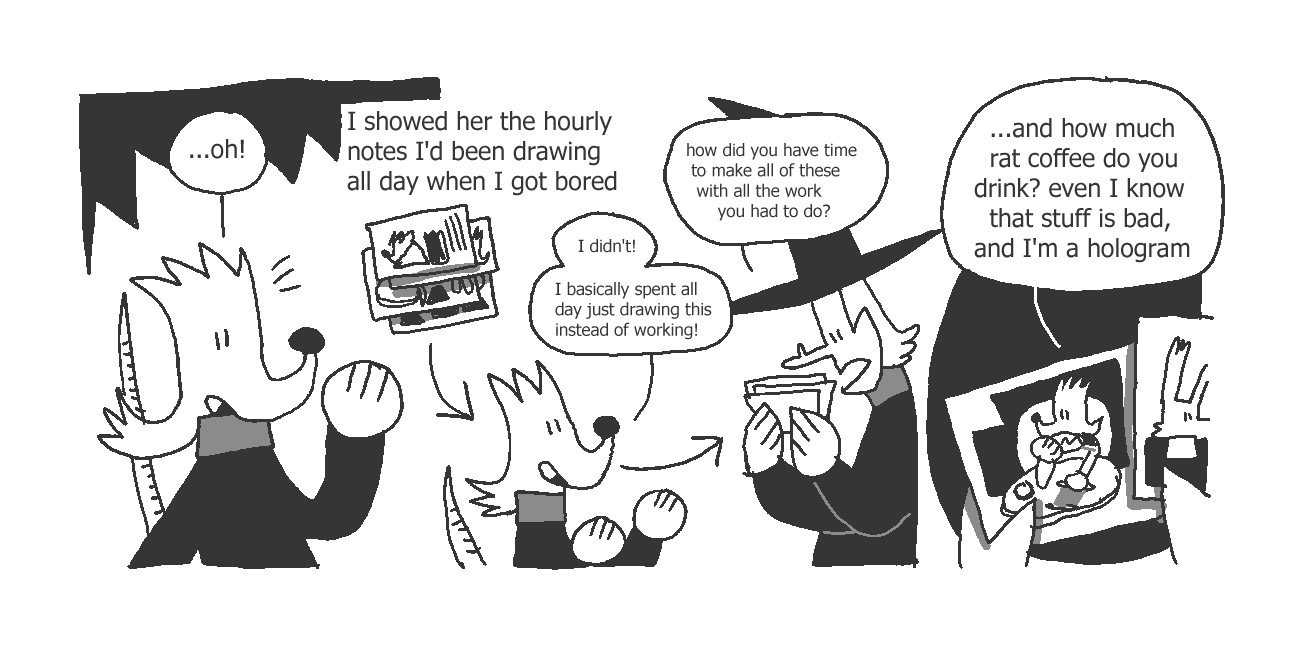 ...oh!
I showed her the hourly
notes I'd been drawing
all day when I got bored
I didn't!
I basically spent all
day just drawing this
instead of working!
how did you have time
to make all of these
with all the work
you had to do?
...and how much
rat coffee do you
drink? even I know
that stuff is bad,
and I'm a hologram